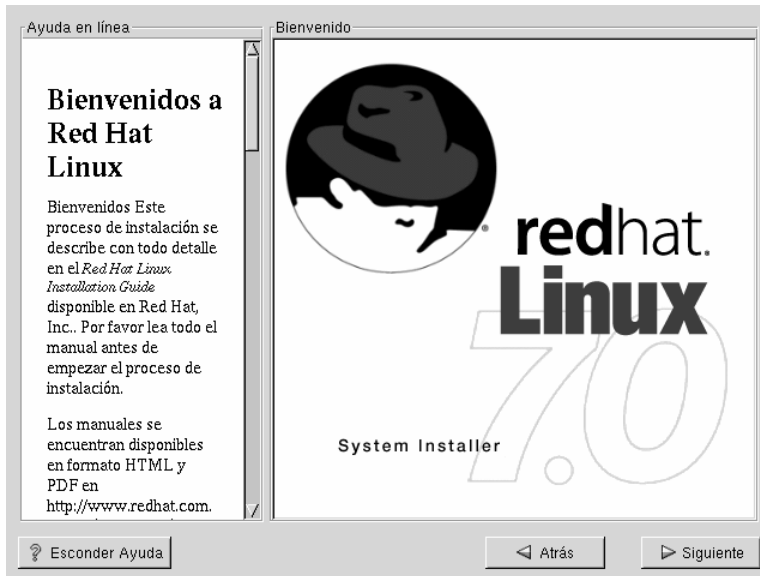 Ayuda en línea
Bienvenidos a
Red Hat
Linux
Bienvenidos Este
proceso de instalación se
describe con todo detalle
en el Red Hat Linux
Installation Guide
disponible en Red Hat,
Inc.. Por favor lea todo el
manual antes de
empezar el proceso de
instalación.
Los manuales se
encuentran disponibles
en formato HTML y
PDF en
http://www.redhat.com.
Bienvenido
redhat.
Linux
7.0
System Installer
Esconder Ayuda
Atrás
Siguiente